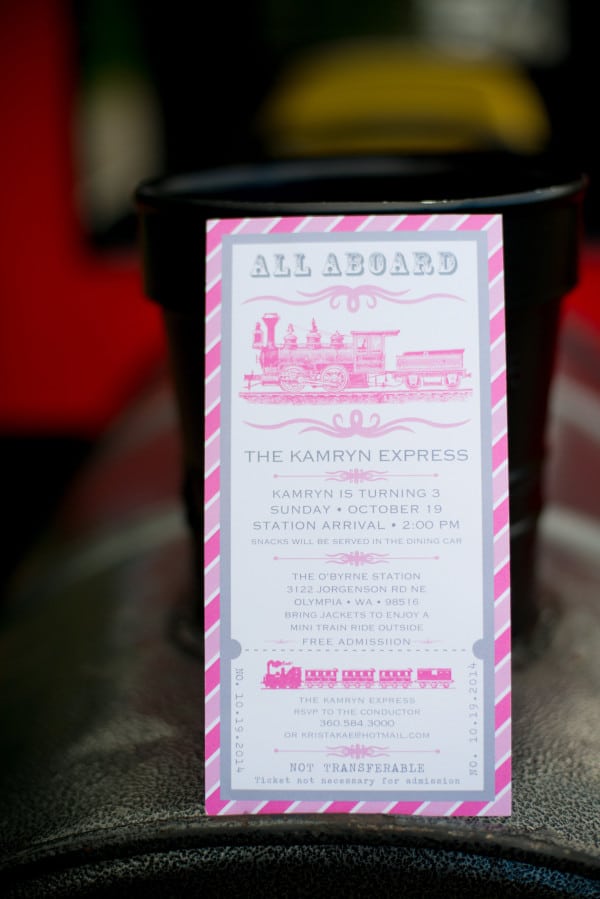 ALL ABOARD
THE KAMRYN EXPRESS
KAMRYN IS TURNING 3
SUNDAY • OCTOBER 19
STATION ARRIVAL • 2:00 PM
SNACKS WILL BE SERVED IN THE DINING CAR
THE O'BYRNE STATION
3122 JORGENSON RD NE
OLYMPIA • WA • 98516
BRING JACKETS TO ENJOY A
MINI TRAIN RIDE OUTSIDE
FREE ADMISSIION
NO. 10.19.2014
NO. 10.19.2014
THE KAMRYN EXPRESS
RSVP TO THE CONDUCTOR
360.584.3000
OR KRISTAKAE@HOTMAIL.COM
NOT TRANSFERABLE
Ticket not necessary for admission